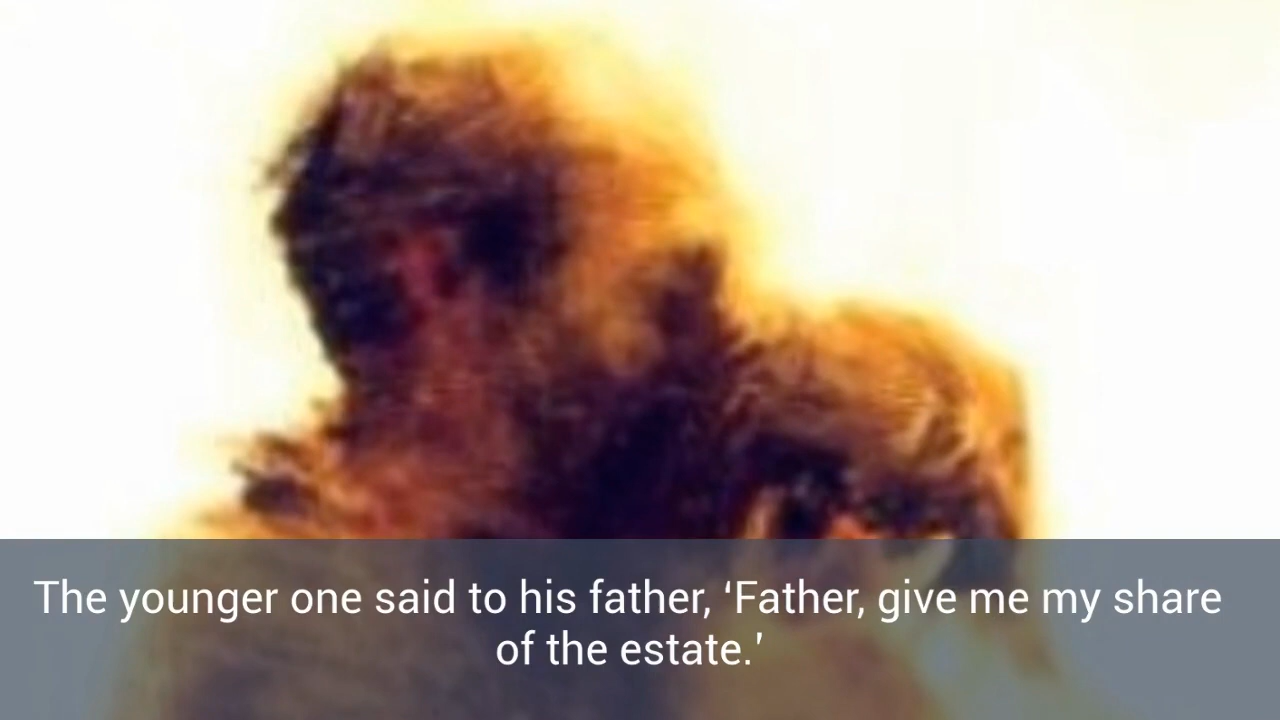 The younger one said to his father, ‘Father, give me my share
of the estate.’